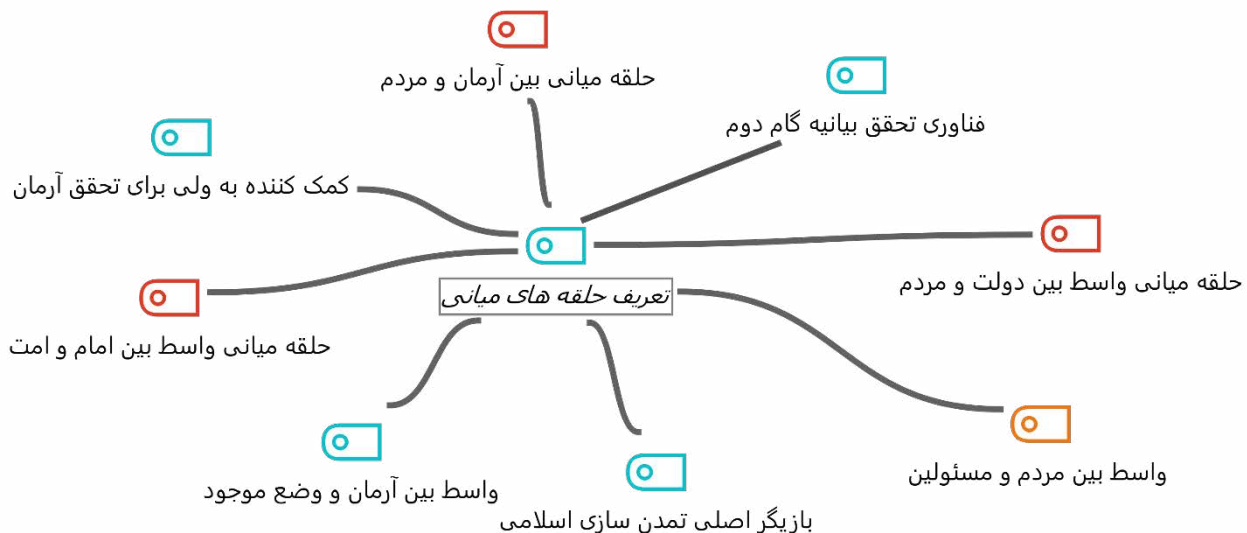 حلقه میانی بین آرمان و مردم
فناوری تحقق بیانیه گام دوم
کمک کننده به ولی برای تحقق آرمان
حلقه میانی واسط بین دولت و مردم
تعریف حلقه های میانی
حلقه میانی واسط بین امام و امت
واسط بین مردم و مسئولین
واسط بین آرمان و وضع موجود
بازیگر اصلی تمدن سازی اسلامی